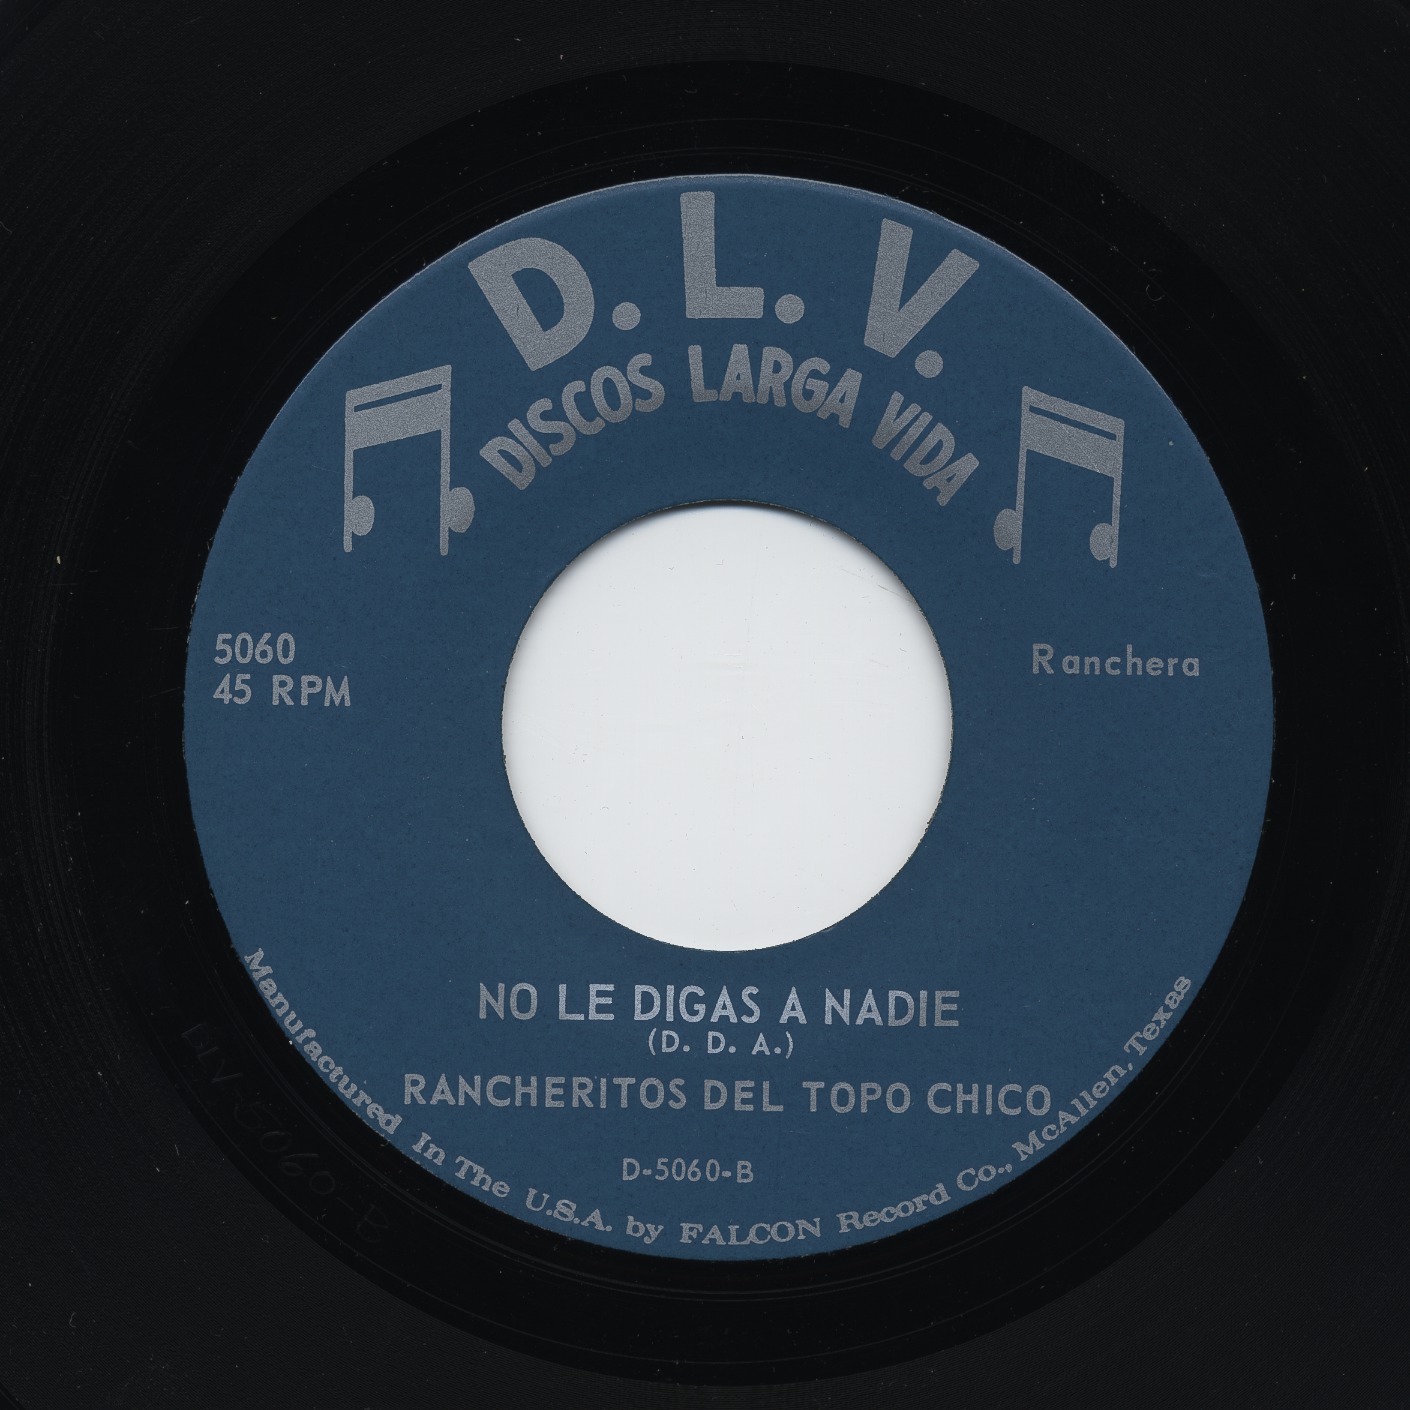 D. L. V.
DISCOS LARGA VIDA
5060
45 RPM
Ranchera
NO LE DIGAS A NADIE
(D. D. A.)
RANCHERITOS DEL TOPO CHICO
D-5060-B
Manufactured In The U.S.A. by FALCON Record Co., McAllen, Texas